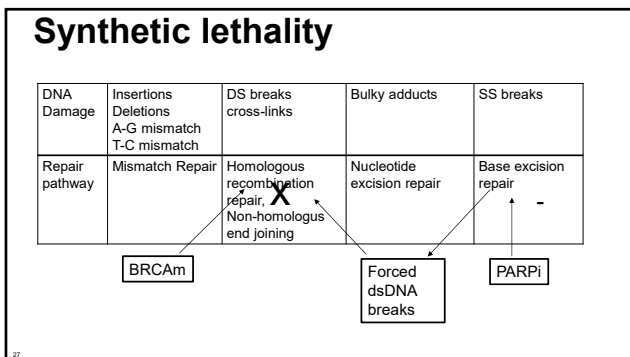 Synthetic lethality
DNA
Damage
Insertions
Deletions
A-G mismatch
T-C mismatch
DS breaks
cross-links
Bulky adducts
SS breaks
Repair
pathway
Mismatch Repair
Homologous
recombination
repair,
Non-homologus
end joining
X
Nucleotide
excision repair
Base excision
repair
-
BRCAm
Forced
dsDNA
breaks
PARPi
27